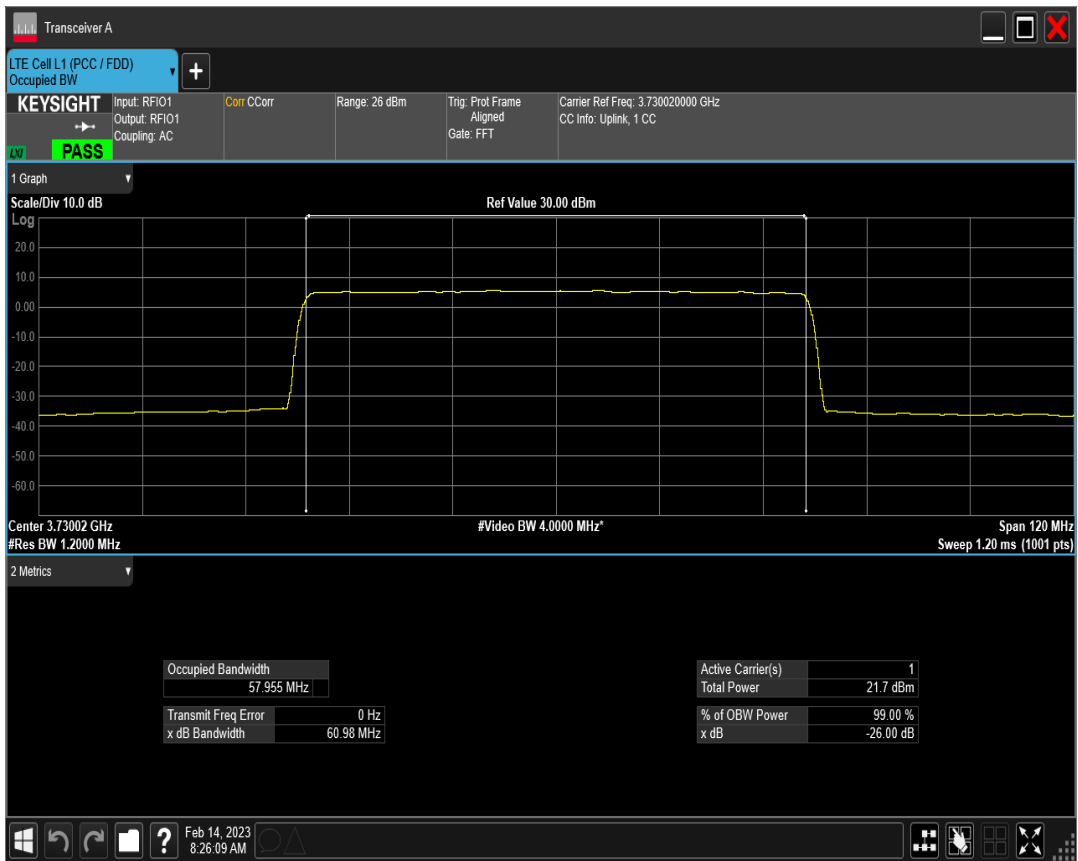 Transceiver A
LTE Cell L1 (PCC / FDD)
Occupied BW
+
KEYSIGHT
LXI
PASS
Input: RFIO1
Output: RFIO1
Coupling: AC
Corr CCorr
Range: 26 dBm
Trig: Prot Frame
Aligned
Gate: FFT
Carrier Ref Freq: 3.730020000 GHz
CC Info: Uplink, 1 CC
1 Graph
Scale/Div 10.0 dB
Ref Value 30.00 dBm
Log
20.0
10.0
0.00
-10.0
-20.0
-30.0
-40.0
-50.0
-60.0
Center 3.73002 GHz
#Video BW 4.0000 MHz*
Span 120 MHz
#Res BW 1.2000 MHz
Sweep 1.20 ms (1001 pts)
2 Metrics
Occupied Bandwidth
57.955 MHz
Transmit Freq Error 0 Hz
x dB Bandwidth 60.98 MHz
Active Carrier(s) 1
Total Power 21.7 dBm
% of OBW Power 99.00 %
x dB -26.00 dB
?
Feb 14, 2023
8:26:09 AM